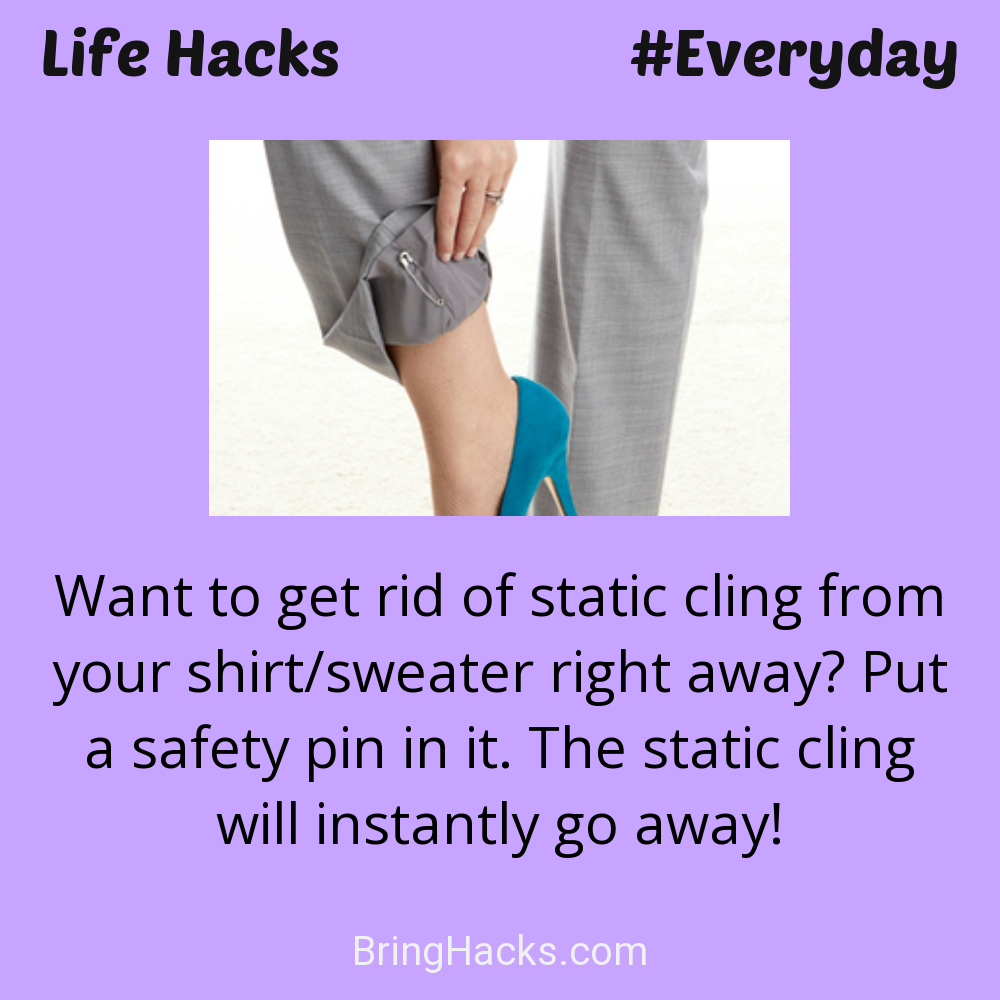 Life Hacks
#Everyday
Want to get rid of static cling from
your shirt/sweater right away? Put
a safety pin in it. The static cling
will instantly go away!
BringHacks.com